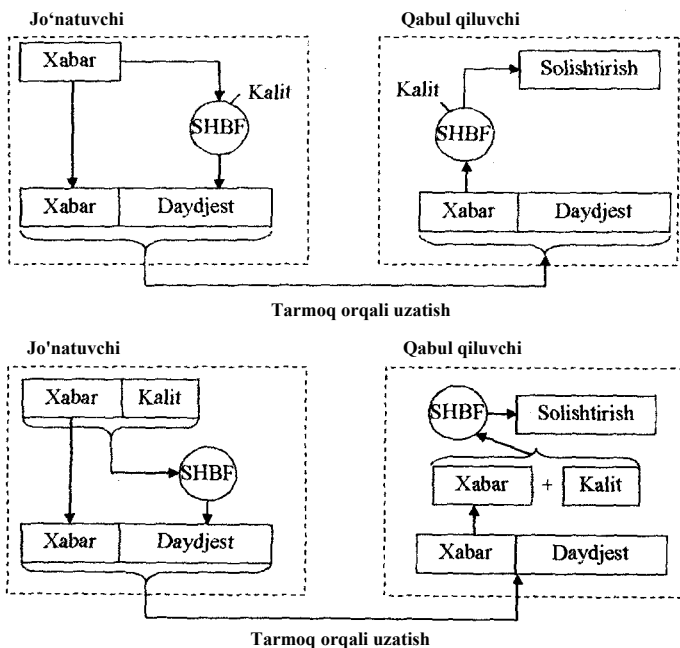 Jo‘natuvchi
Xabar
Kalit
SHBF
Xabar
Daydjest
Qabul qiluvchi
Solishtirish
Kalit
SHBF
Xabar
Daydjest
Tarmoq orqali uzatish
Jo'natuvchi
Xabar
Kalit
SHBF
Xabar
Daydjest
Qabul qiluvchi
SHBF
Solishtirish
Xabar
+
Kalit
Xabar
Daydjest
Tarmoq orqali uzatish